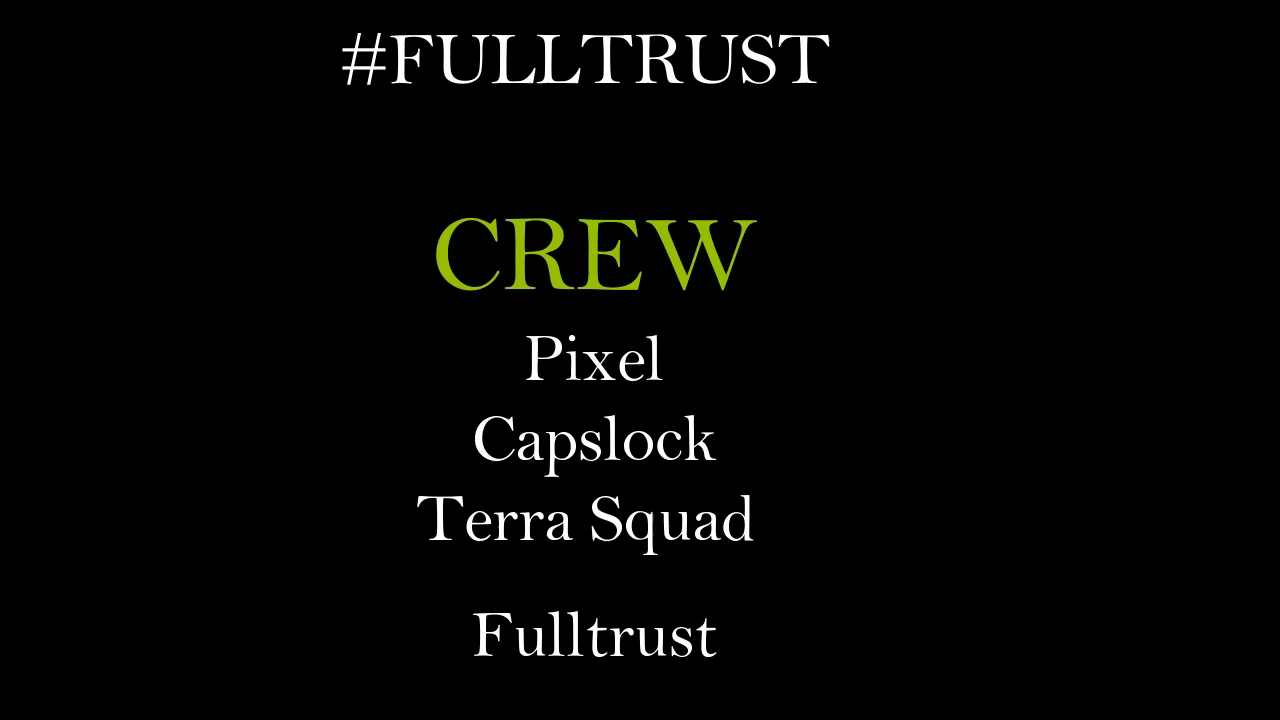 #FULLTRUST
CREW
Pixel
Capslock
Terra Squad
Fulltrust